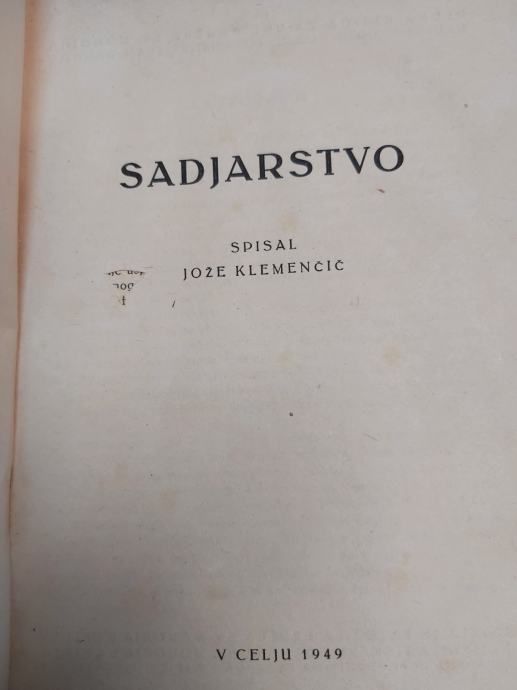 SADJARSTVO
SPISAL
JOŽE KLEMENČIČ
V CELJU 1949